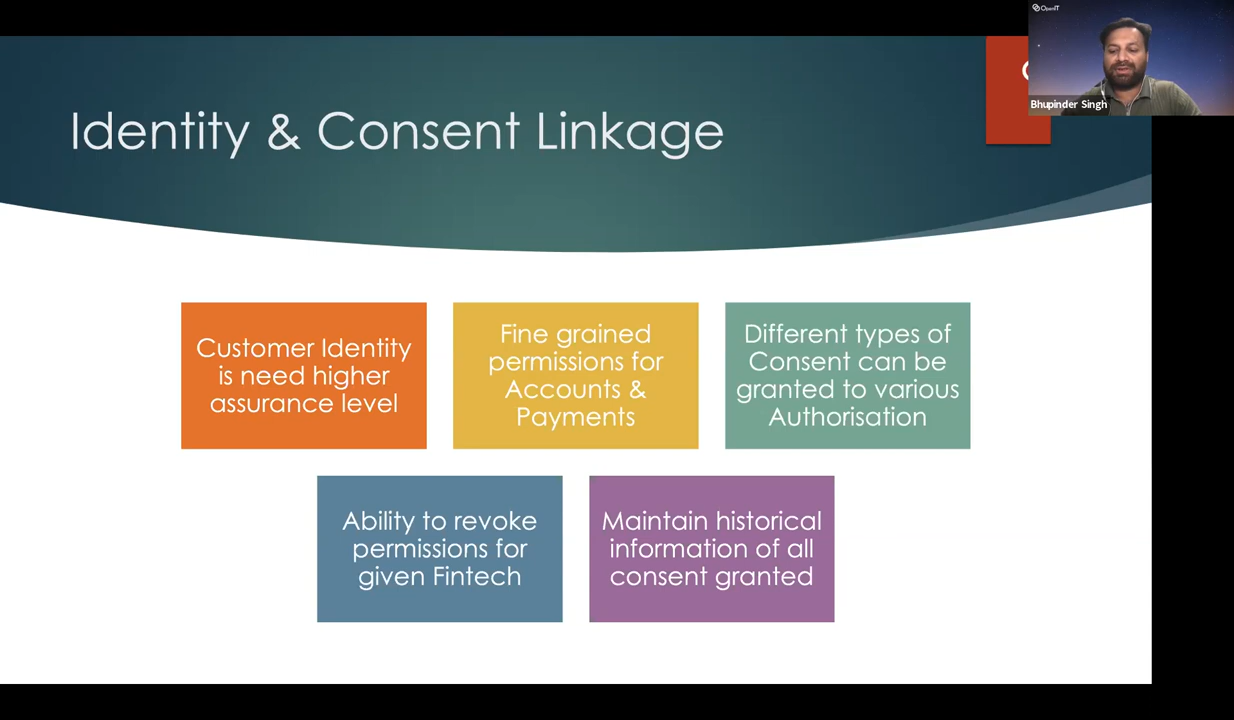 OpenIT
Bhupinder Singh
Identity & Consent Linkage
Customer Identity
is need higher
assurance level
Fine grained
permissions for
Accounts &
Payments
Different types of
Consent can be
granted to various
Authorisation
Ability to revoke
permissions for
given Fintech
Maintain historical
information of all
consent granted